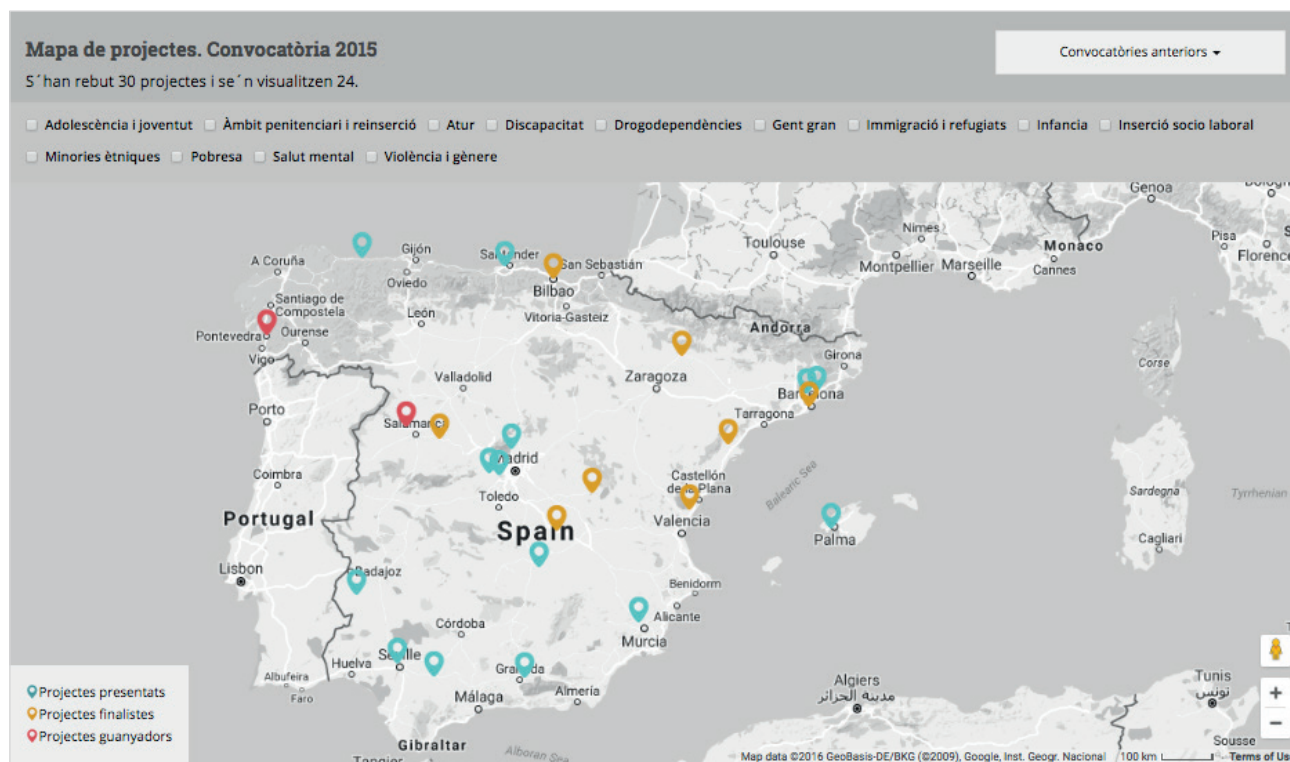 Mapa de projectes. Convocatòria 2015
Convocatòries anteriors
S´han rebut 30 projectes i se´n visualitzen 24.
Adolescència i joventut Àmbit penitenciari i reinserció Atur Discapacitat Drogodependències Gent gran Immigració i refugiats Infancia Inserció socio laboral
Minories ètniques Pobresa Salut mental Violència i gènere
Genoa
Nimes
Pisa
Toulouse
Monaco
Montpellier Marseille
Cannes
Florence
A Coruña
Gijón
Oviedo
San Sebastián
Bilbao
Vitoria-Gasteiz
Santiago de
Compostela
León
Pontevedra
Ourense
Vigo
Andorra
Girona
Corse
Valladolid
Zaragoza
Tarragona
Porto
Coimbra
Toledo
Castellón
Balearic Sea
Sardegna
Tyrrhenian
Portugal
Spain
Valencia
Palma
Cagliari
Lisbon
Badajoz
Benidorm
Alicante
Córdoba
Murcia
Huelva
Albufeira
Faro
Málaga
Almería
Algiers
مدينة الجزائر
Tunis
تونس
Projectes presentats
Projectes finalistes
Projectes guanyadors
+
−
Gibraltar
Alboran Sea
Sousse
Map data ©2016 GeoBasis-DE/BKG (©2009), Google, Inst. Geogr. Nacional 100 km Terms of Us